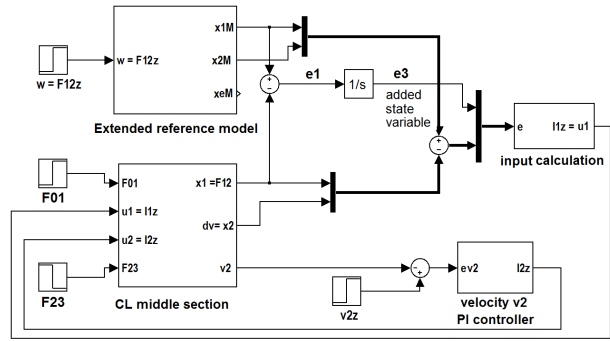 x1M
w = F12z
x2M
xeM
w = F12z
Extended reference model
+
−
e1
1/s
e3
added
state
variable
+
−
e
I1z = u1
input calculation
F01
F01
x1 =F12
u1 = I1z
dv= x2
u2 = I2z
F23
v2
F23
CL middle section
−
+
v2z
ev2
I2z
velocity v2
PI controller